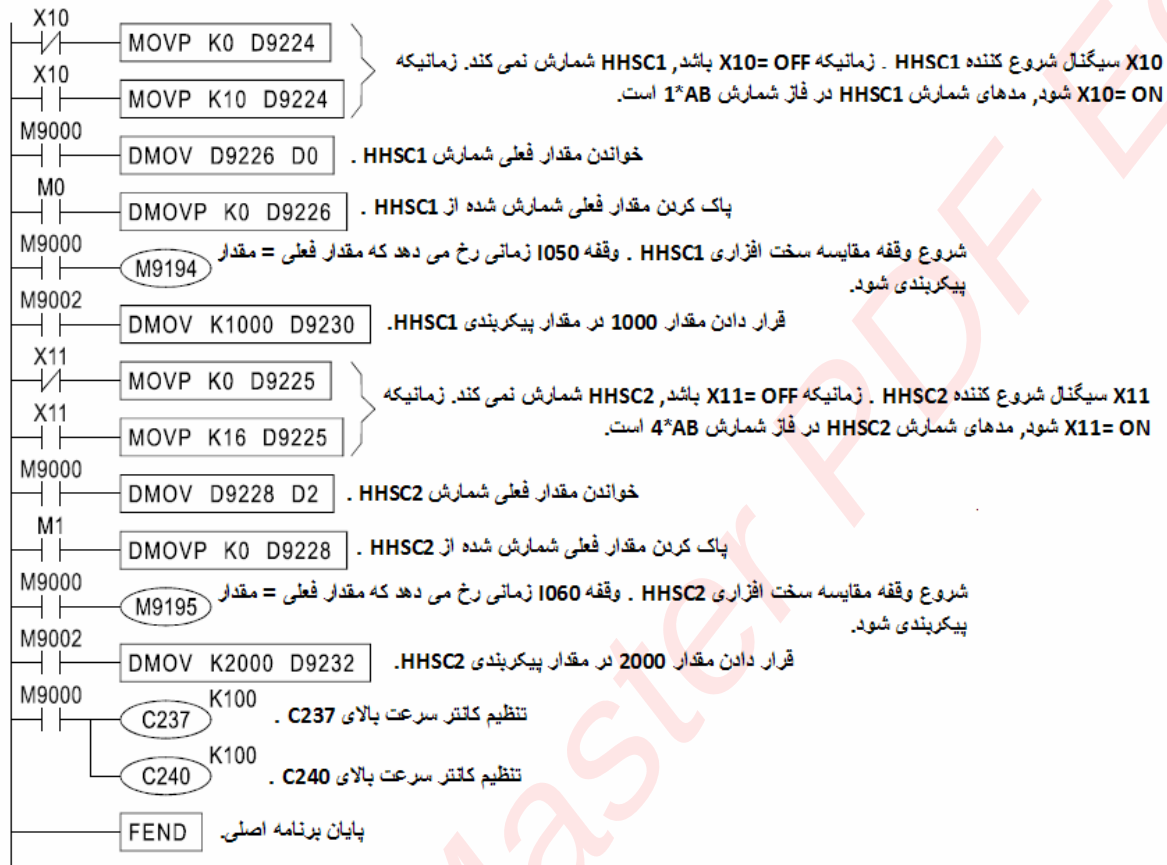 X10
MOVP K0 D9224
X10 سیگنال شروع کننده HHSC1 . زمانیکه X10= OFF باشد, HHSC1 شمارش نمی کند. زمانیکه
X10= ON شود, مدهای شمارش HHSC1 در فاز شمارش AB*1 است.
X10
MOVP K10 D9224
M9000
DMOV D9226 D0
خواندن مقدار فعلی شمارش HHSC1 .
M0
DMOVP K0 D9226
پاک کردن مقدار فعلی شمارش شده از HHSC1 .
M9000
M9194
شروع وقفه مقایسه سخت افزاری HHSC1 . وقفه I050 زمانی رخ می دهد که مقدار فعلی = مقدار
پیکربندی شود.
M9002
DMOV K1000 D9230
قرار دادن مقدار 1000 در مقدار پیکربندی HHSC1.
X11
MOVP K0 D9225
X11 سیگنال شروع کننده HHSC2 . زمانیکه X11= OFF باشد, HHSC2 شمارش نمی کند. زمانیکه
X11= ON شود, مدهای شمارش HHSC2 در فاز شمارش AB*4 است.
X11
MOVP K16 D9225
M9000
DMOV D9228 D2
خواندن مقدار فعلی شمارش HHSC2 .
M1
DMOVP K0 D9228
پاک کردن مقدار فعلی شمارش شده از HHSC2 .
M9000
M9195
شروع وقفه مقایسه سخت افزاری HHSC2 . وقفه I060 زمانی رخ می دهد که مقدار فعلی = مقدار
پیکربندی شود.
M9002
DMOV K2000 D9232
قرار دادن مقدار 2000 در مقدار پیکربندی HHSC2.
M9000
C237 K100
تنظیم کانتر سرعت بالای C237 .
C240 K100
تنظیم کانتر سرعت بالای C240 .
FEND
پایان برنامه اصلی.
Master PDF